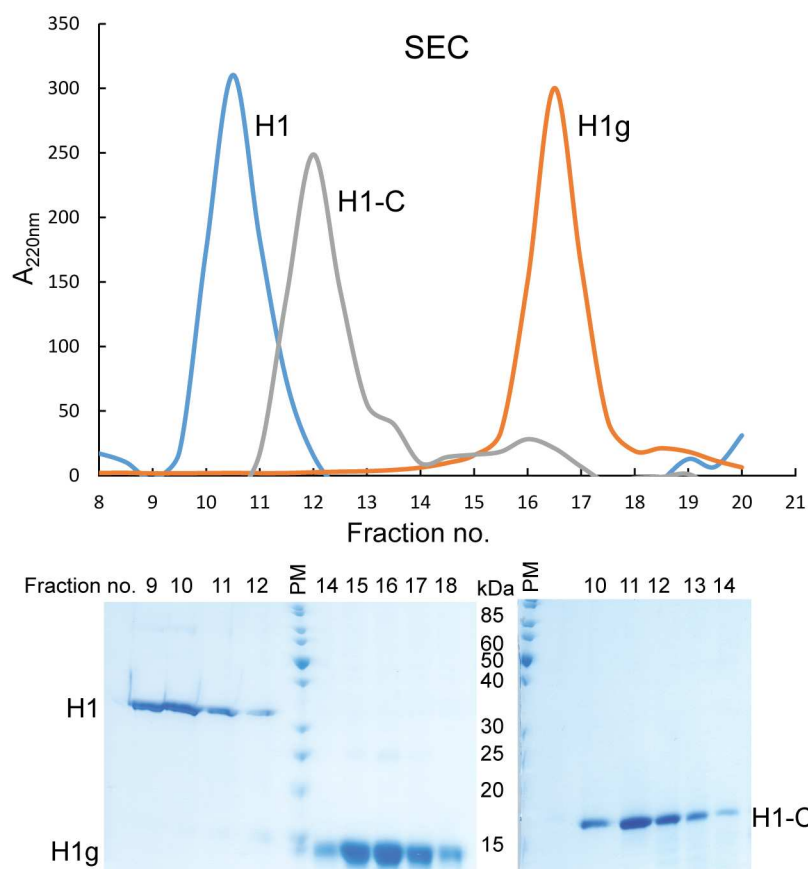 SEC
350
300
250
200
150
100
50
0
A220nm
H1
H1-C
H1g
8 9 10 11 12 13 14 15 16 17 18 19 20 21
Fraction no.
Fraction no. 9 10 11 12 PM 14 15 16 17 18 kDa PM 10 11 12 13 14
85
60
50
40
H1
30
25
20
H1-C
15
H1g